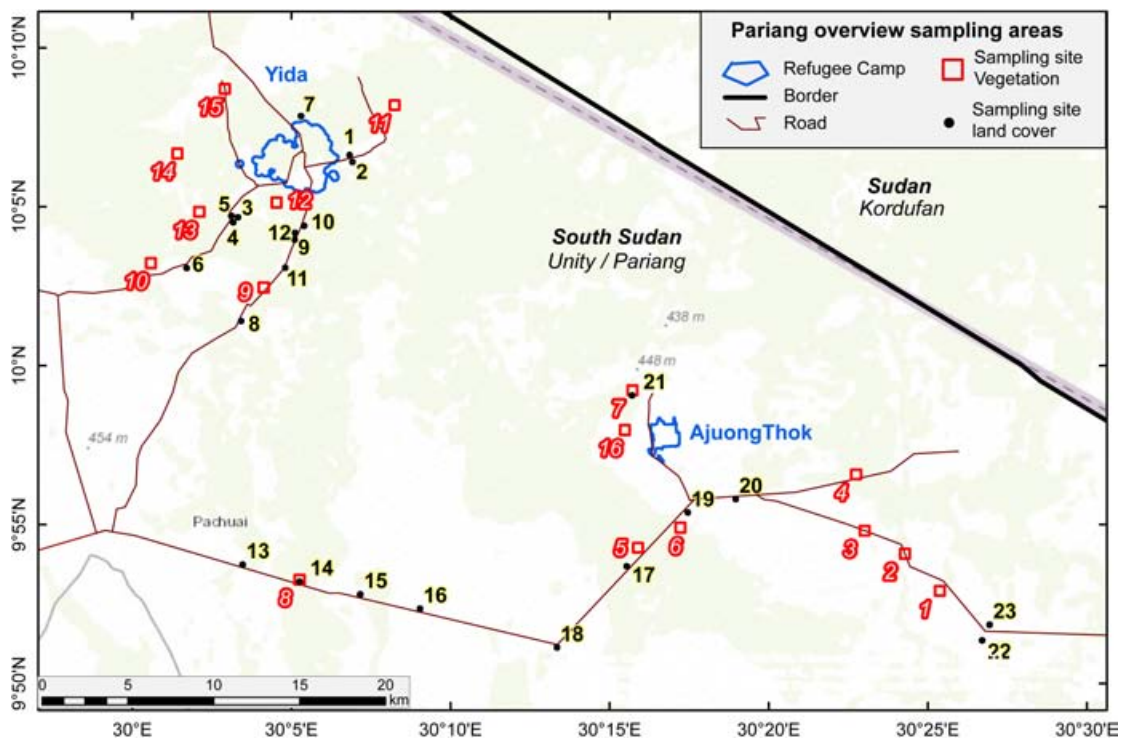 Pariang overview sampling areas
Refugee Camp
Border
Road
Sampling site
Vegetation
Sampling site
land cover
10°10'N
10°5'N
10°N
9°55'N
9°50'N
Yida
15
7
11
1
2
14
5
3
12
13
4
10
12
9
6
10
11
9
8
Sudan
Kordufan
South Sudan
Unity / Pariang
438 m
448 m
21
7
16
AjuongThok
454 m
Pachuai
20
19
4
13
14
8
15
16
5
6
17
3
2
1
18
23
22
0
5
10
15
20
km
30°E
30°5'E
30°10'E
30°15'E
30°20'E
30°25'E
30°30'E